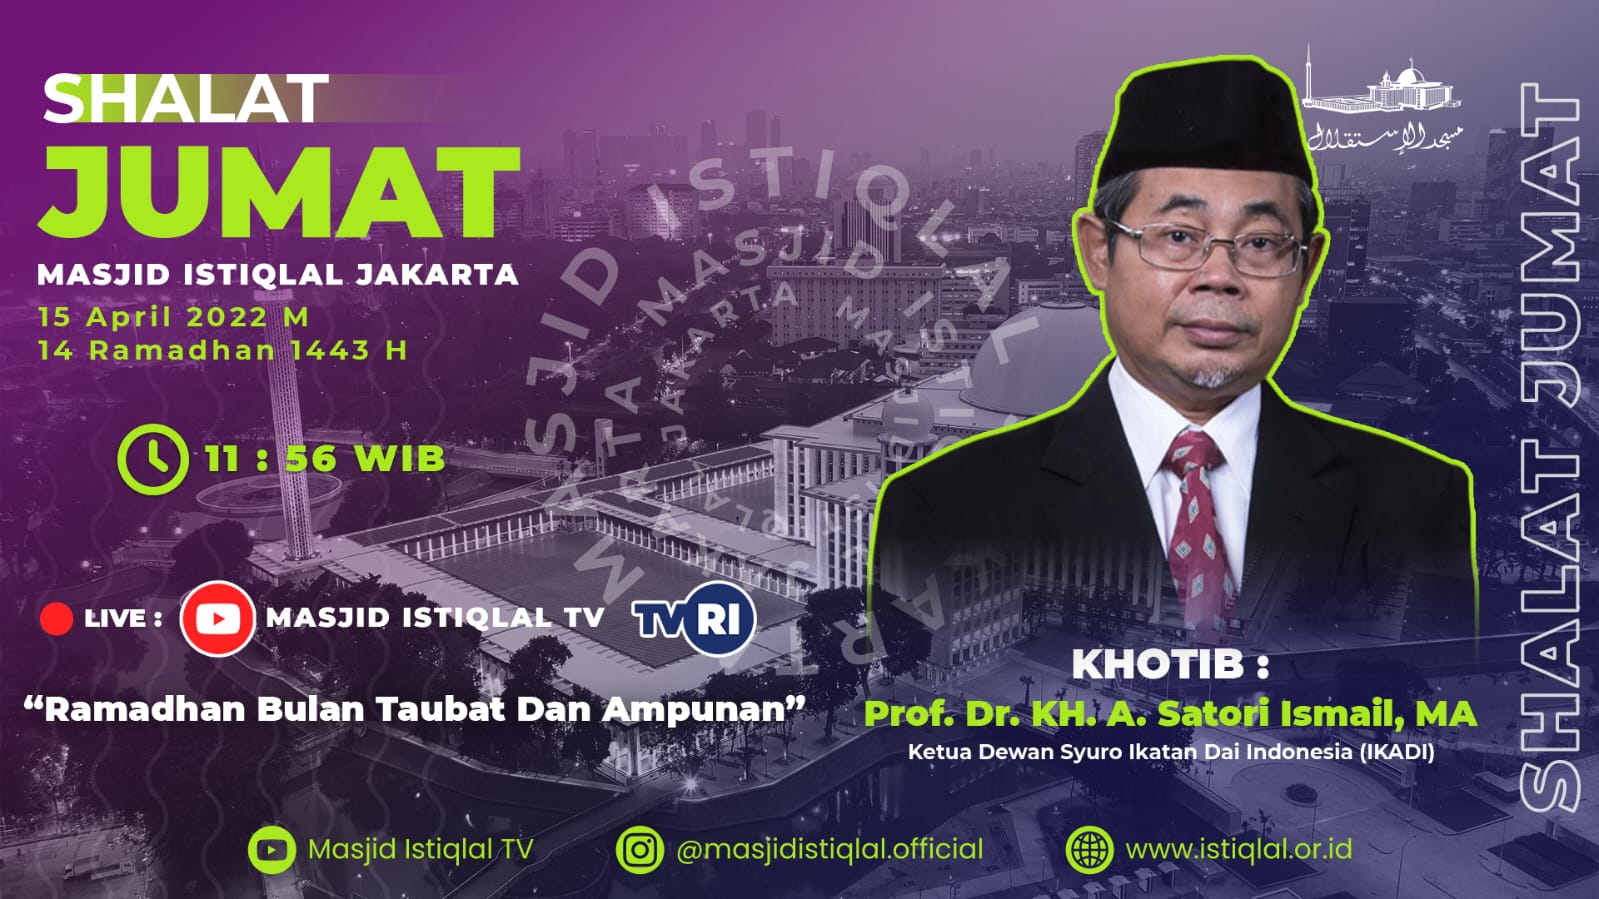 SHALAT
JUMAT
MASJID ISTIQLAL JAKARTA
15 April 2022 M
14 Ramadhan 1443 H
11 : 56 WIB
LIVE :
MASJID ISTIQLAL TV
TVRI
“Ramadhan Bulan Taubat Dan Ampunan”
مسجد الإستقلال
KHOTIB :
Prof. Dr. KH. A. Satori Ismail, MA
Ketua Dewan Syuro Ikatan Dai Indonesia (IKADI)
SHALAT JUMAT
MASJID ISTIQLAL
Masjid Istiqlal TV
@masjidistiqlal.official
www.istiqlal.or.id